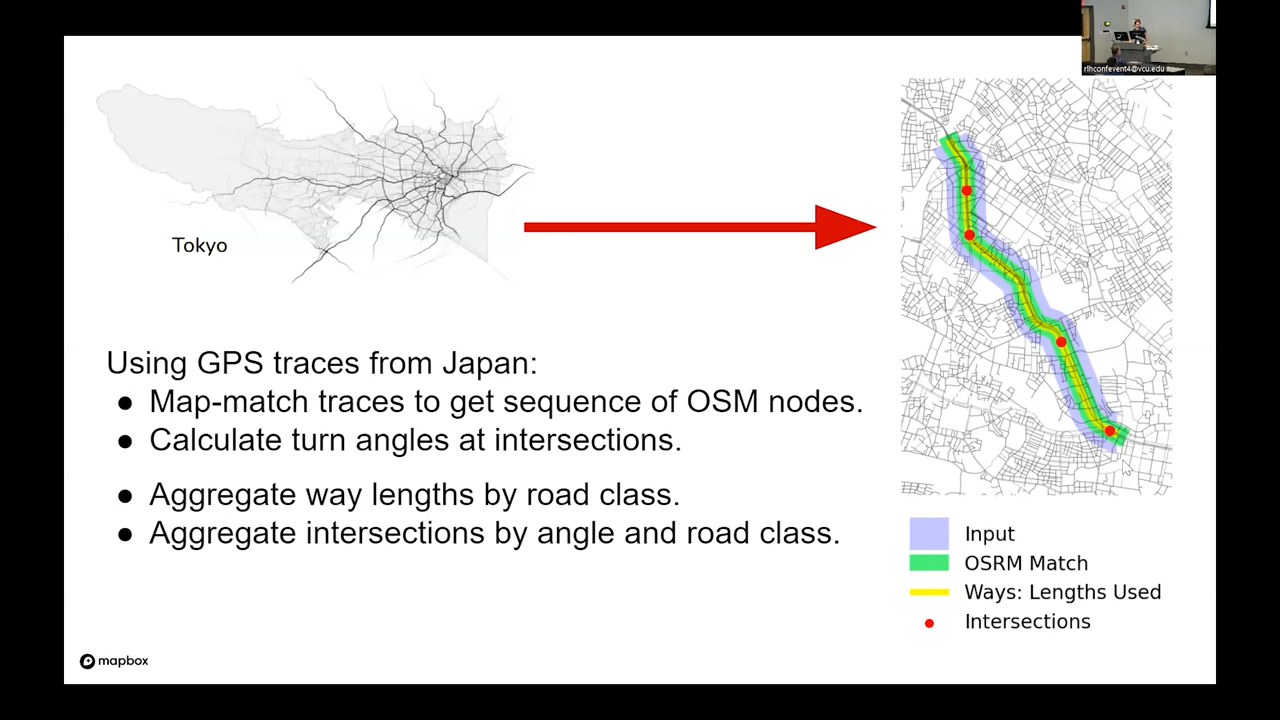 rlhconfevent4@vcu.edu
Tokyo
Using GPS traces from Japan:
● Map-match traces to get sequence of OSM nodes.
● Calculate turn angles at intersections.
● Aggregate way lengths by road class.
● Aggregate intersections by angle and road class.
Input
OSRM Match
Ways: Lengths Used
Intersections
mapbox